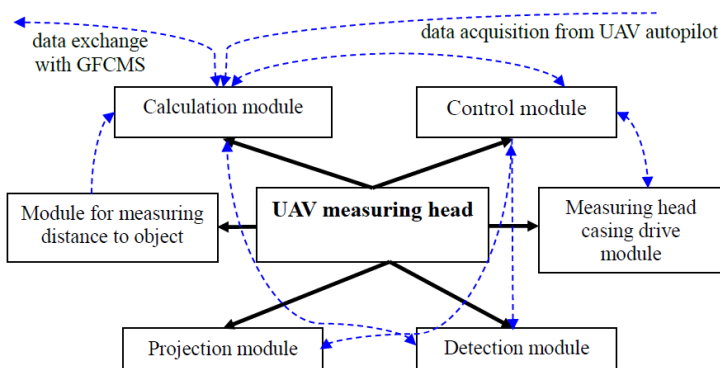 data exchange
with GFCMS
data acquisition from UAV autopilot
Calculation module
Control module
Module for measuring
distance to object
UAV measuring head
Measuring head
casing drive
module
Projection module
Detection module